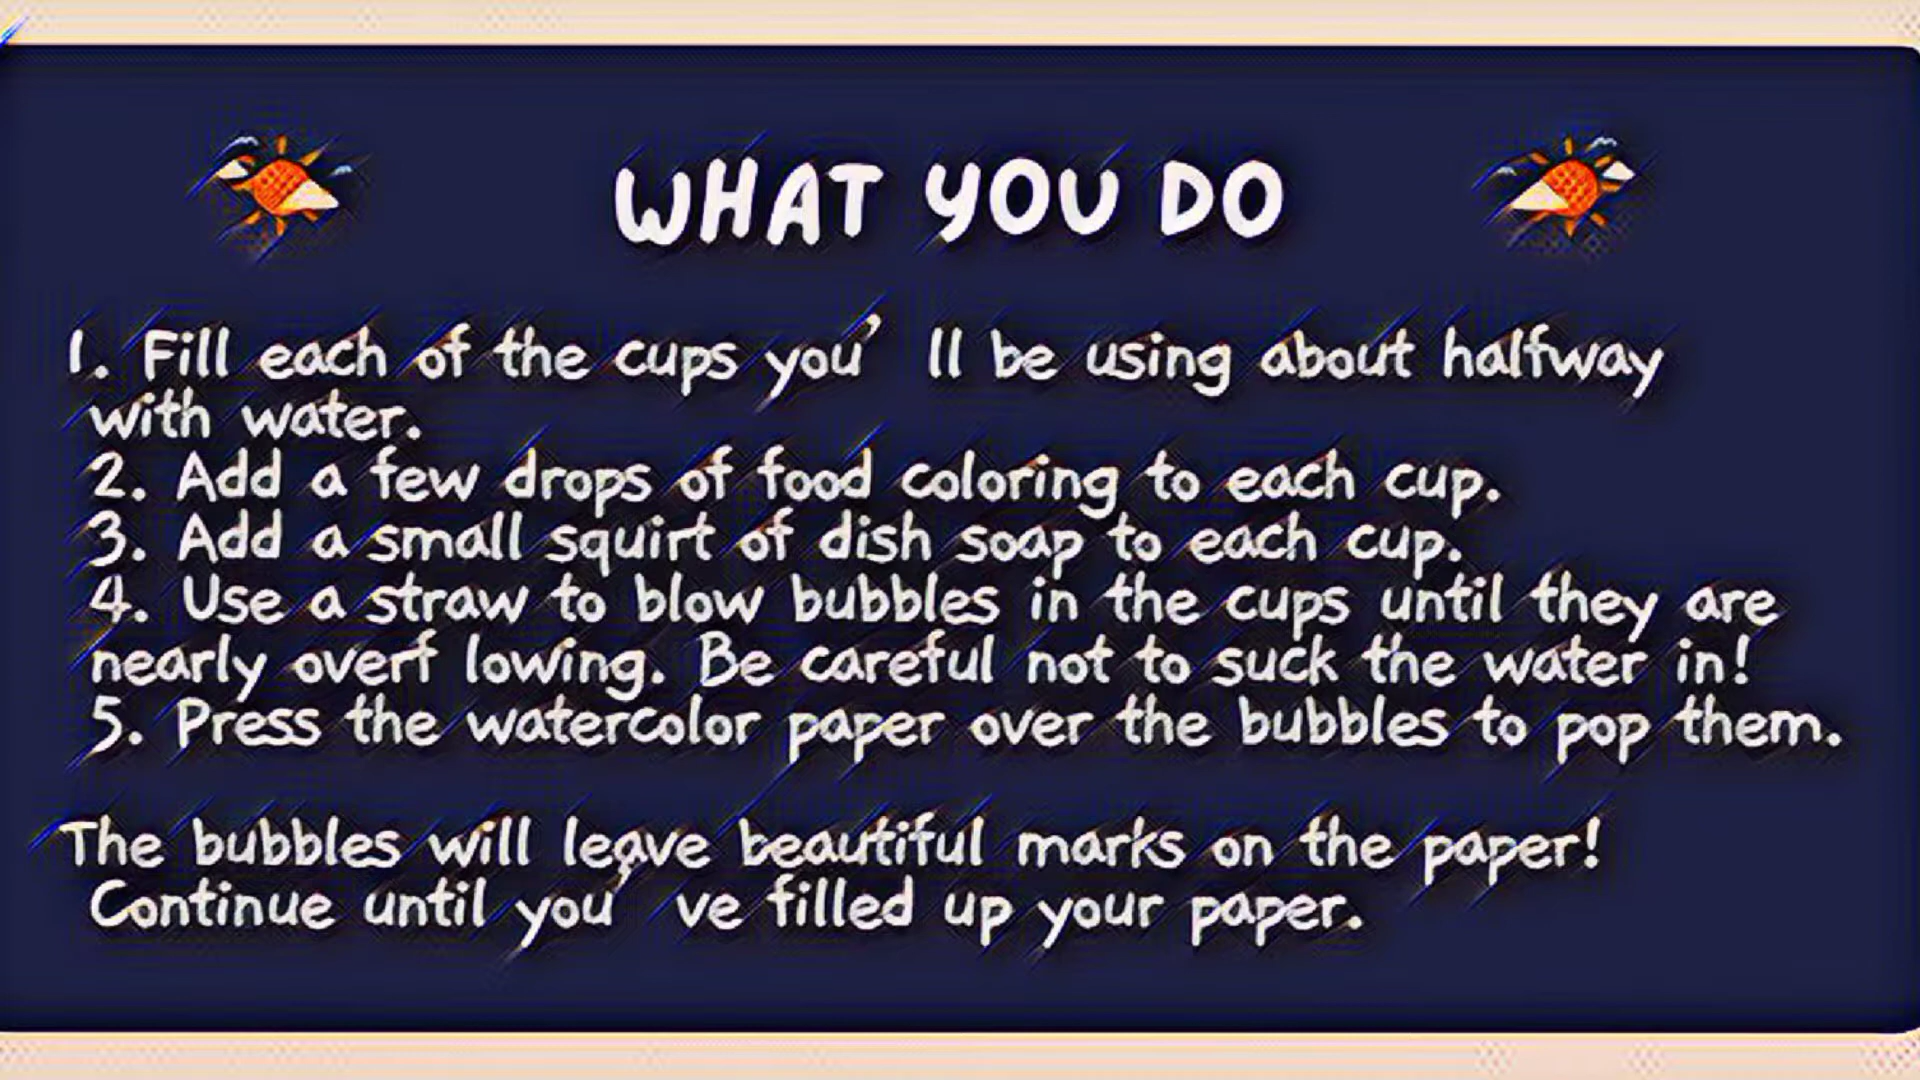 WHAT YOU DO
1. Fill each of the cups you’ ll be using about halfway
with water.
2. Add a few drops of food coloring to each cup.
3. Add a small squirt of dish soap to each cup.
4. Use a straw to blow bubbles in the cups until they are
nearly overf lowing. Be careful not to suck the water in!
5. Press the watercolor paper over the bubbles to pop them.
The bubbles will leave beautiful marks on the paper!
Continue until you’ ve filled up your paper.